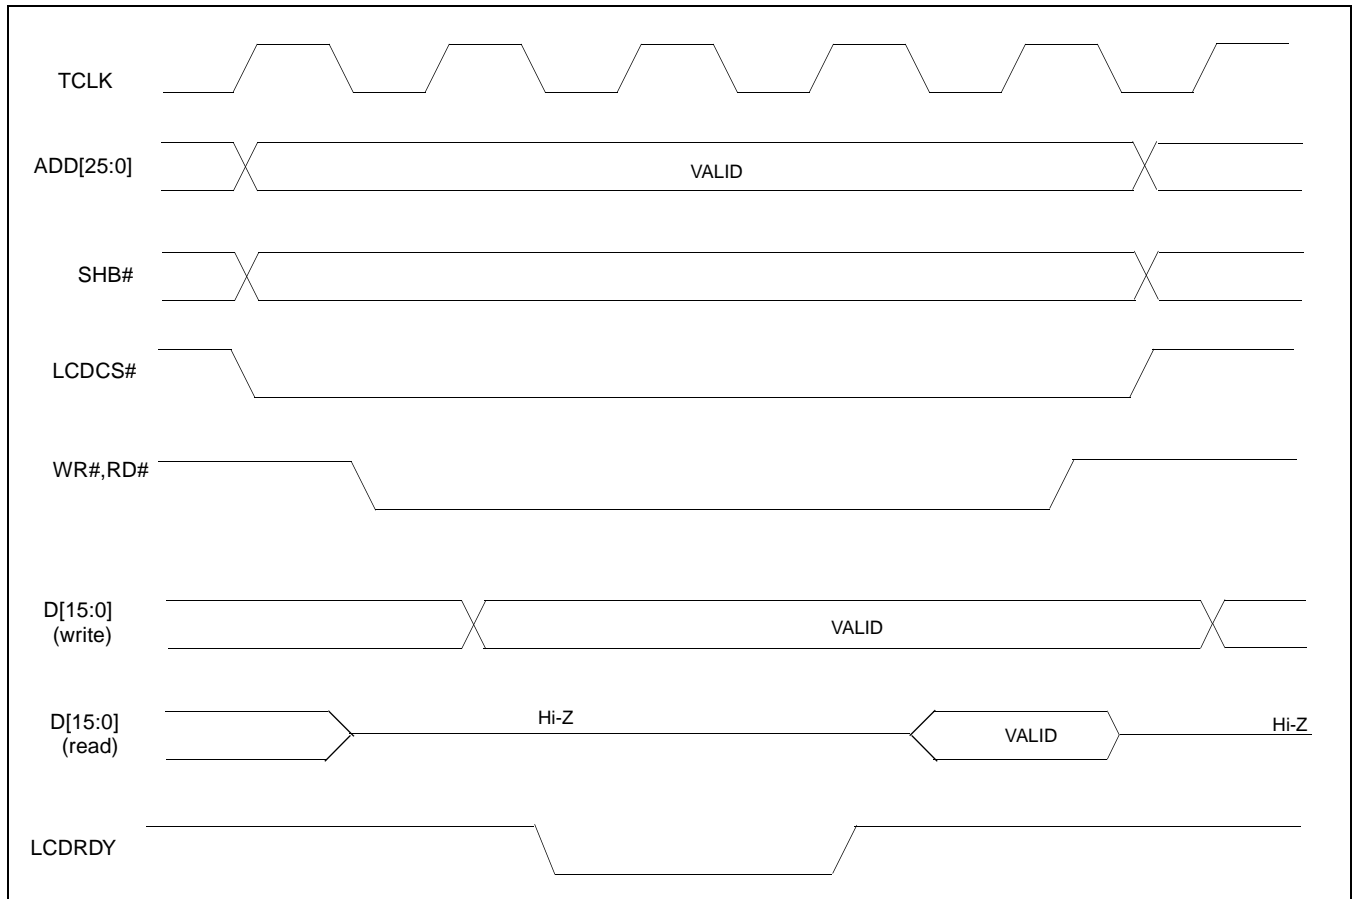 TCLK
ADD[25:0]
VALID
SHB#
LCDCS#
WR#,RD#
D[15:0]
(write)
VALID
D[15:0]
(read)
Hi-Z
VALID
Hi-Z
LCDRDY